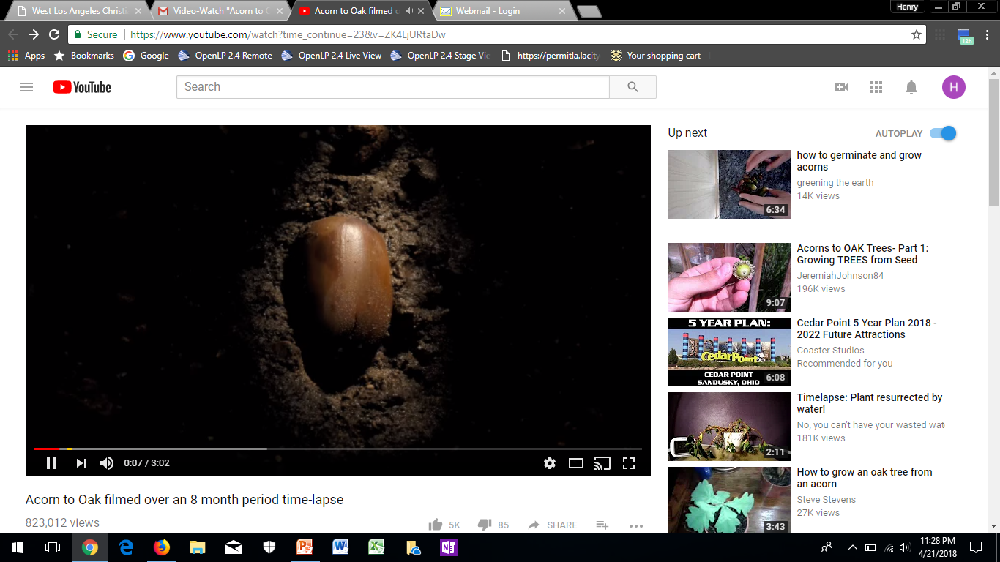 West Los Angeles Christi
Video-Watch "Acorn to O
Acorn to Oak filmed o
Webmail - Login
Henry
Secure
https://www.youtube.com/watch?time_continue=23&v=ZK4LjURtaDw
12h
Apps
Bookmarks
Google
OpenLP 2.4 Remote
OpenLP 2.4 Live View
OpenLP 2.4 Stage Vie
https://permitla.lacity
Your shopping cart -
YouTube
Search
H
Up next
AUTOPLAY
how to germinate and grow
acorns
greening the earth
14K views
6:34
Acorns to OAK Trees- Part 1:
Growing TREES from Seed
JeremiahJohnson84
196K views
9:07
Cedar Point 5 Year Plan 2018 -
2022 Future Attractions
Coaster Studios
Recommended for you
5 YEAR PLAN:
CedarPoint
CEDAR POINT
SANDUSKY, OHIO
6:08
Timelapse: Plant resurrected by
water!
No, you can't have your wasted wat
181K views
2:11
How to grow an oak tree from
an acorn
Steve Stevens
27K views
3:43
0:07 / 3:02
Acorn to Oak filmed over an 8 month period time-lapse
823,012 views
5K
85
SHARE
11:28 PM
4/21/2018